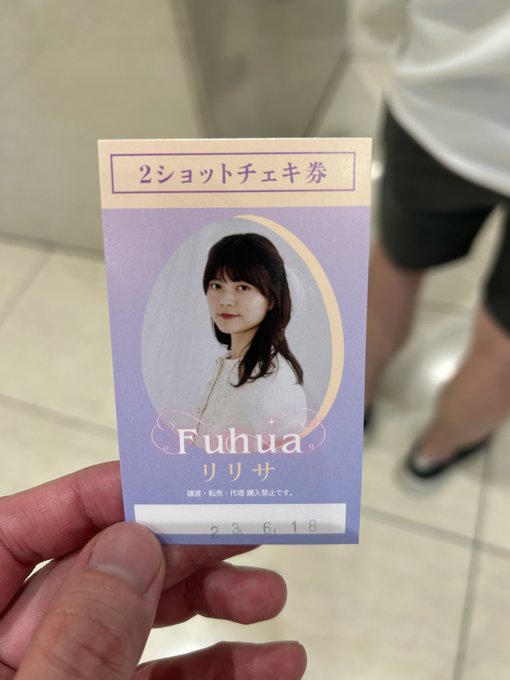 2ショットチェキ券
Fuhua
リリサ
譲渡・転売・代理購入禁止です。
23. 6. 18